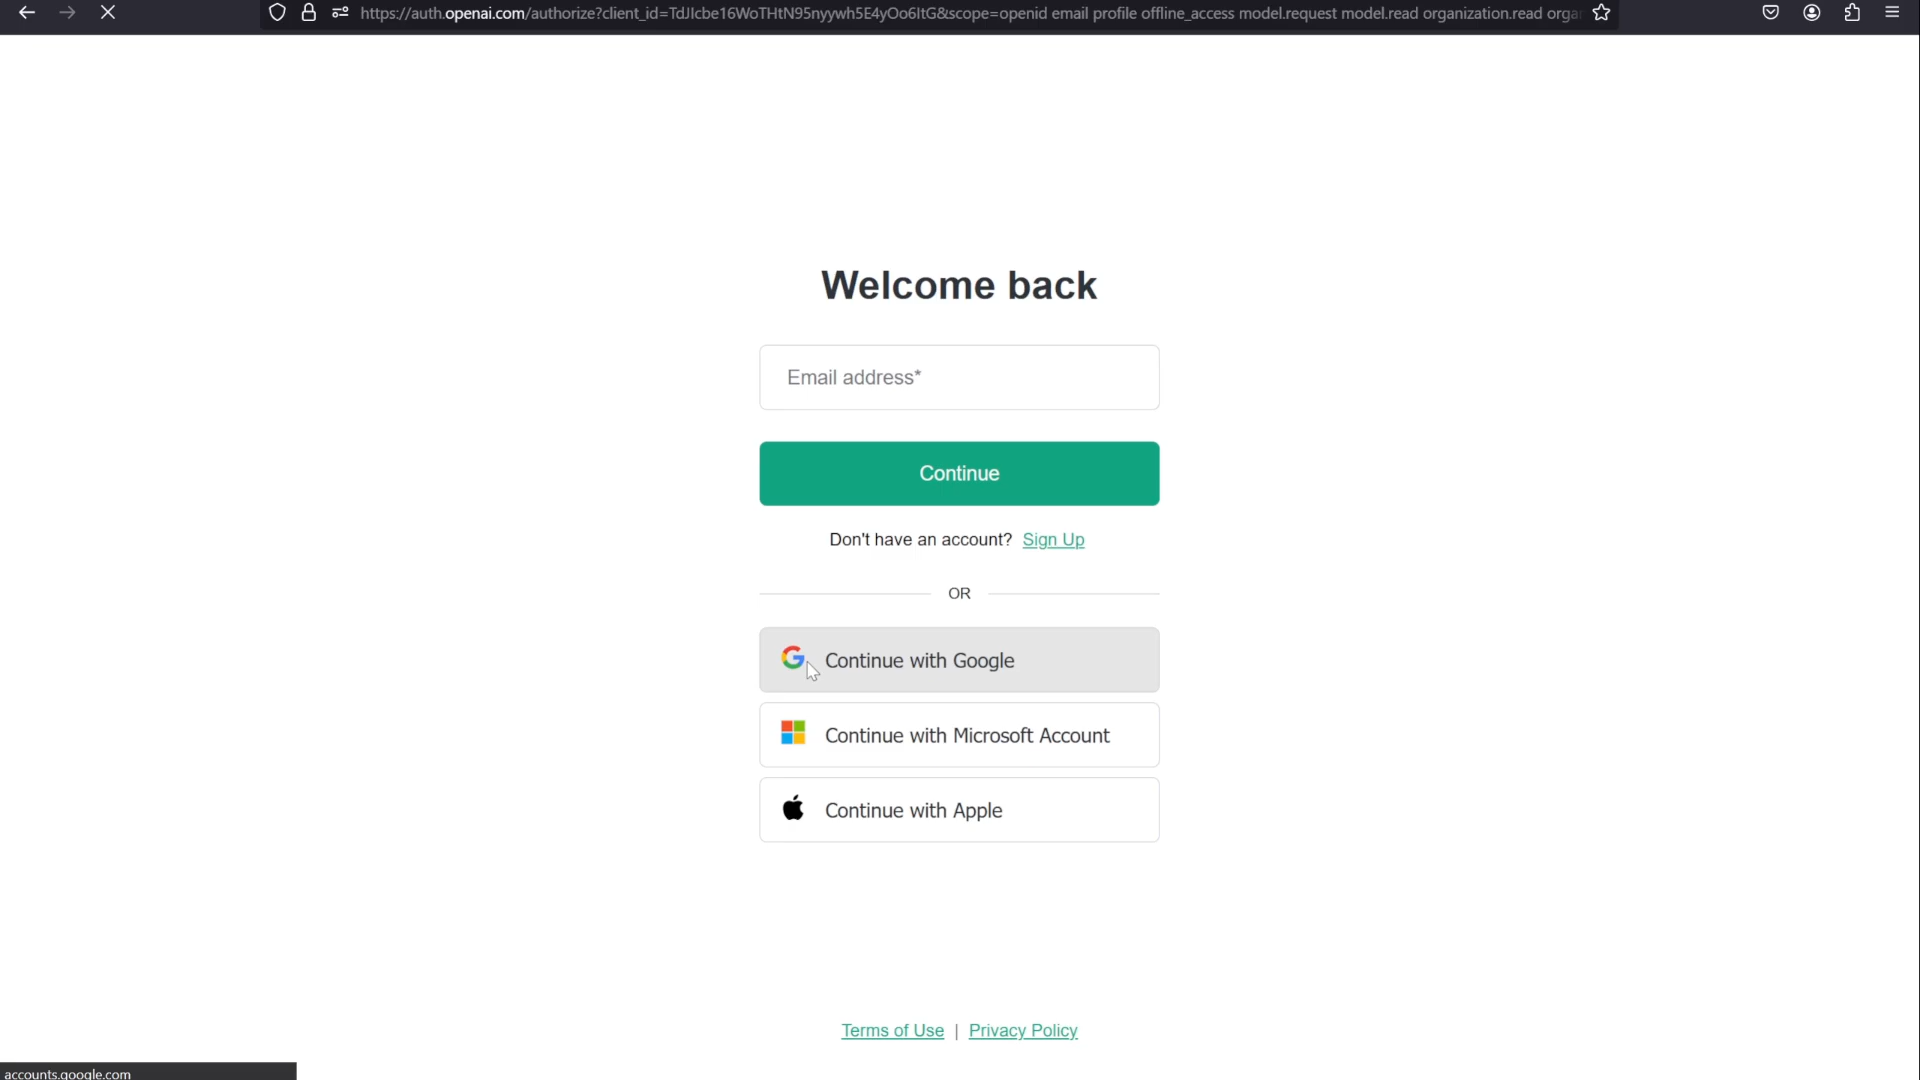 https://auth.openai.com/authorize?client_id=TdJIcbe16WoTHtN95nyywh5E4yOo6ItG&scope=openid email profile offline_access model.request model.read organization.read orga
Welcome back
Email address*
Continue
Don't have an account? Sign Up
OR
Continue with Google
Continue with Microsoft Account
Continue with Apple
Terms of Use | Privacy Policy
accounts.google.com